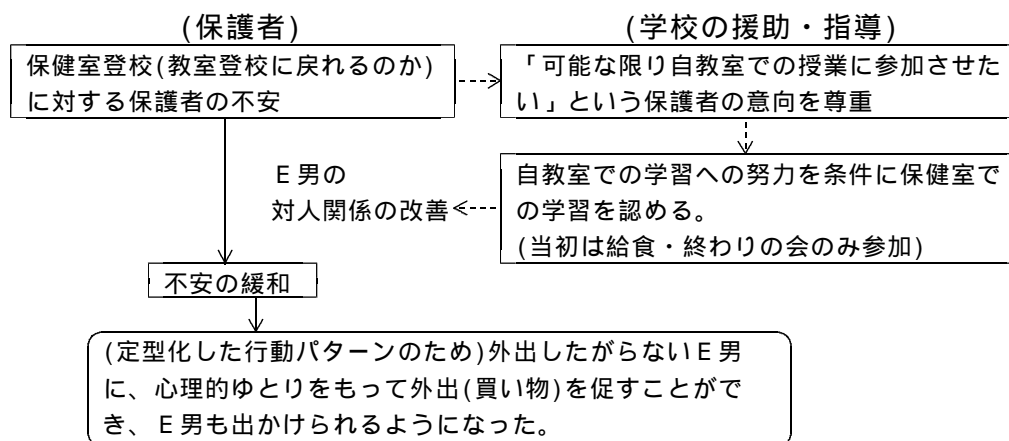 (保護者)
(学校の援助・指導)
保健室登校(教室登校に戻れるのか)
に対する保護者の不安
「可能な限り自教室での授業に参加させた
い」という保護者の意向を尊重
自教室での学習への努力を条件に保健室で
の学習を認める。
(当初は給食・終わりの会のみ参加)
E男の
対人関係の改善
不安の緩和
(定型化した行動パターンのため)外出したがらないE男
に、心理的ゆとりをもって外出(買い物)を促すことがで
き、E男も出かけられるようになった。